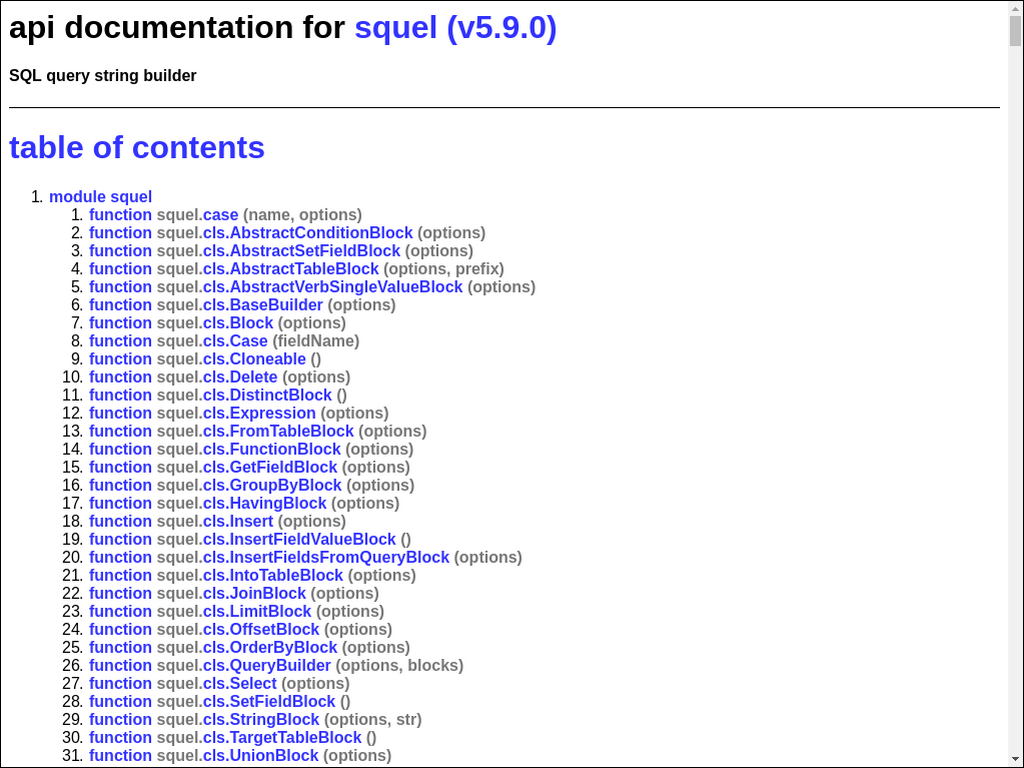 api documentation for squel (v5.9.0)
SQL query string builder
table of contents
1. module squel
1. function squel.case (name, options)
2. function squel.cls.AbstractConditionBlock (options)
3. function squel.cls.AbstractSetFieldBlock (options)
4. function squel.cls.AbstractTableBlock (options, prefix)
5. function squel.cls.AbstractVerbSingleValueBlock (options)
6. function squel.cls.BaseBuilder (options)
7. function squel.cls.Block (options)
8. function squel.cls.Case (fieldName)
9. function squel.cls.Cloneable ()
10. function squel.cls.Delete (options)
11. function squel.cls.DistinctBlock ()
12. function squel.cls.Expression (options)
13. function squel.cls.FromTableBlock (options)
14. function squel.cls.FunctionBlock (options)
15. function squel.cls.GetFieldBlock (options)
16. function squel.cls.GroupByBlock (options)
17. function squel.cls.HavingBlock (options)
18. function squel.cls.Insert (options)
19. function squel.cls.InsertFieldValueBlock ()
20. function squel.cls.InsertFieldsFromQueryBlock (options)
21. function squel.cls.IntoTableBlock (options)
22. function squel.cls.JoinBlock (options)
23. function squel.cls.LimitBlock (options)
24. function squel.cls.OffsetBlock (options)
25. function squel.cls.OrderByBlock (options)
26. function squel.cls.QueryBuilder (options, blocks)
27. function squel.cls.Select (options)
28. function squel.cls.SetFieldBlock ()
29. function squel.cls.StringBlock (options, str)
30. function squel.cls.TargetTableBlock ()
31. function squel.cls.UnionBlock (options)